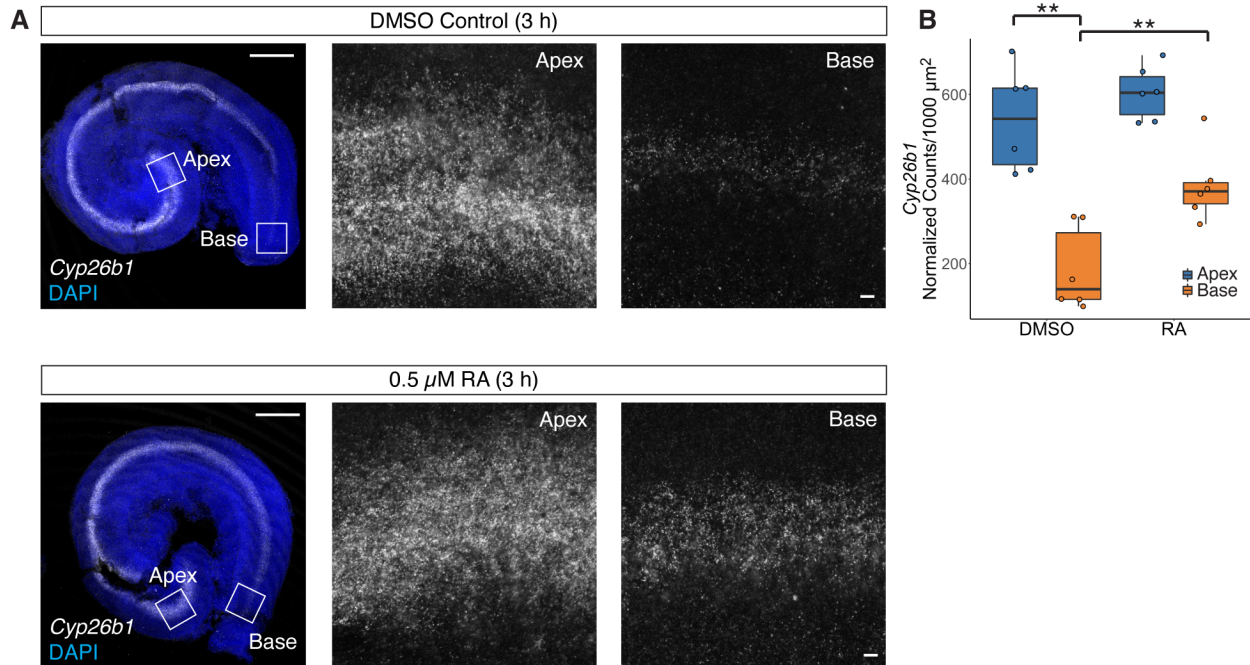 A
DMSO Control (3 h)
Apex
Base
Cyp26b1
DAPI
Apex
Base
0.5 µM RA (3 h)
Apex
Base
Cyp26b1
DAPI
Apex
Base
B
**
**
Cyp26b1
Normalized Counts/1000 µm²
600
400
200
DMSO
RA
Apex
Base